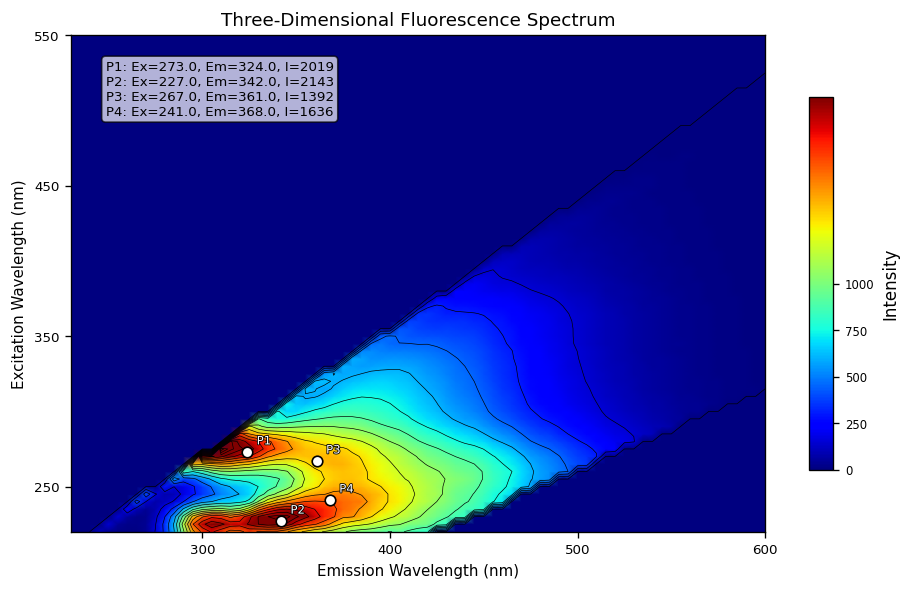 Three-Dimensional Fluorescence Spectrum
P1: Ex=273.0, Em=324.0, I=2019
P2: Ex=227.0, Em=342.0, I=2143
P3: Ex=267.0, Em=361.0, I=1392
P4: Ex=241.0, Em=368.0, I=1636
550
450
350
250
Excitation Wavelength (nm)
P1
P3
P4
P2
300
400
500
600
Emission Wavelength (nm)
1000
750
500
250
0
Intensity